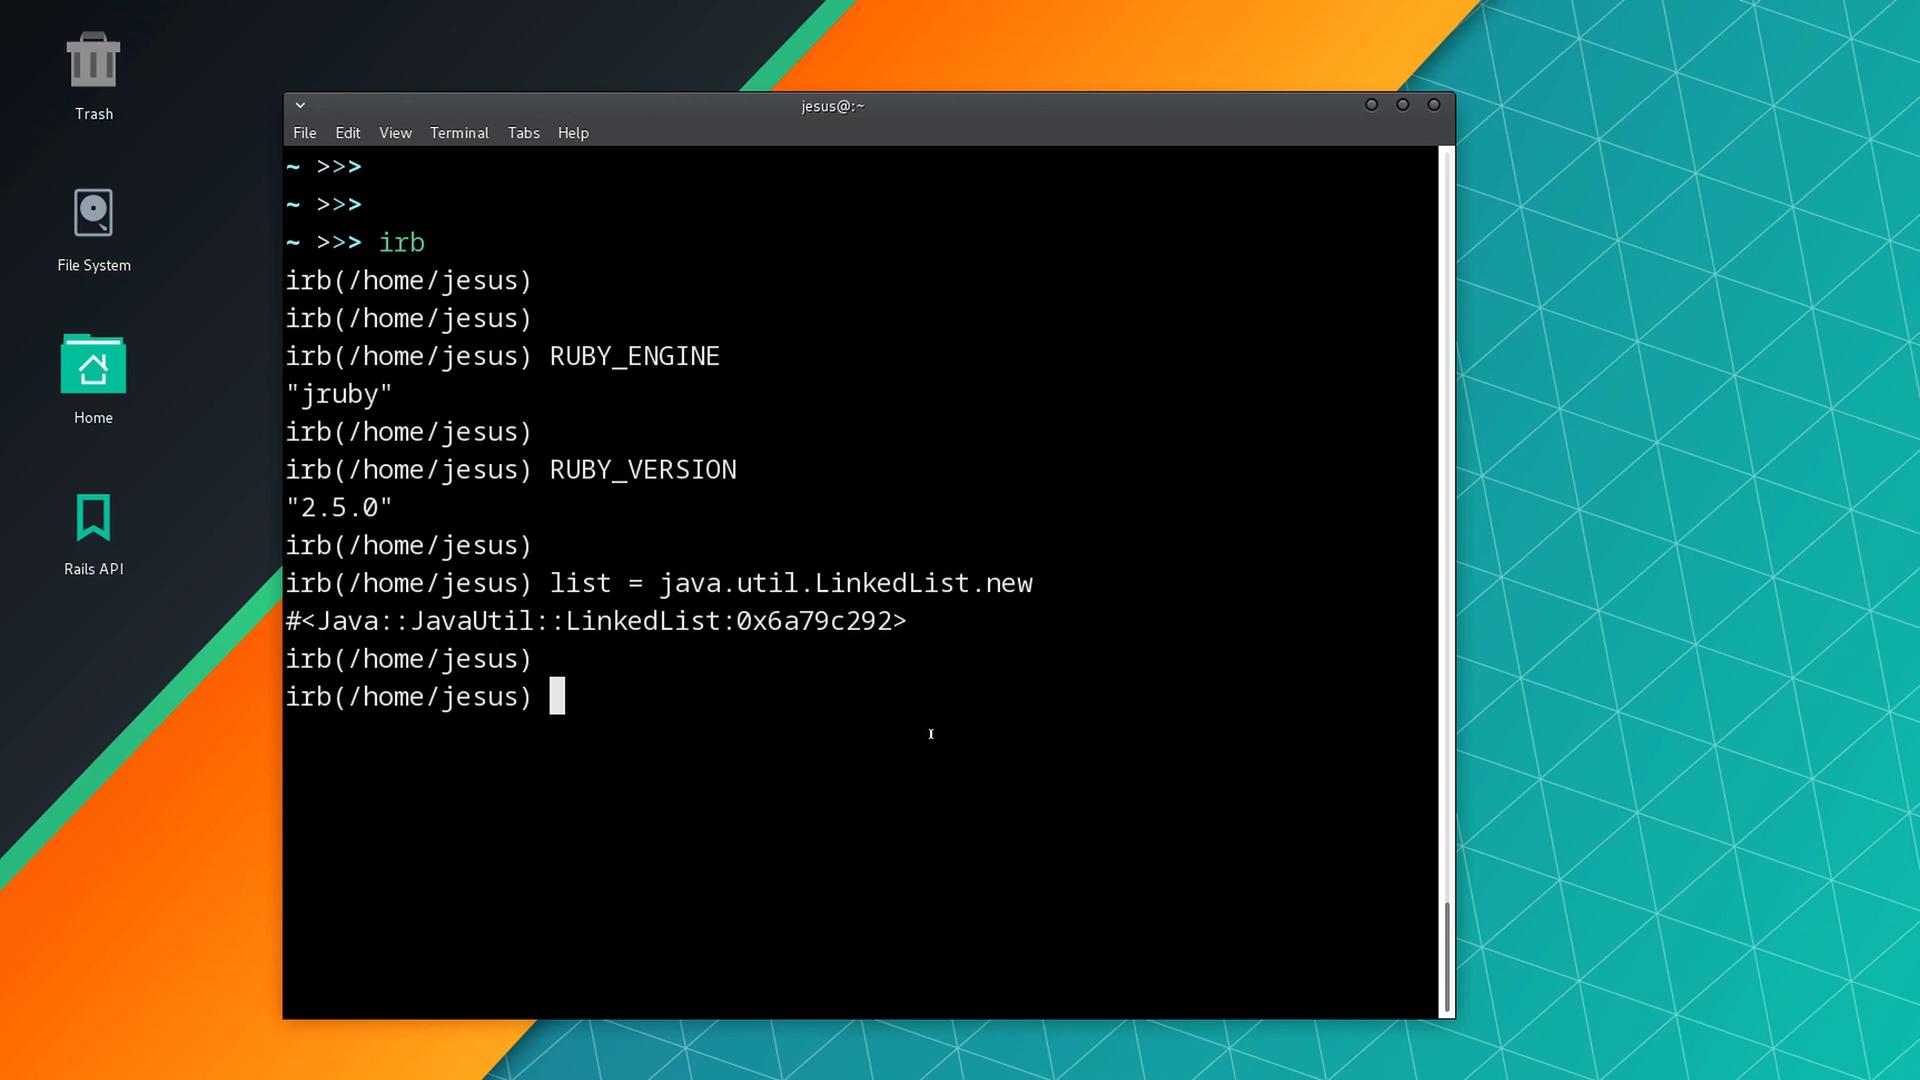 Trash
File System
Home
Rails API
jesus@:~
File Edit View Terminal Tabs Help
~ >>>
~ >>>
~ >>> irb
irb(/home/jesus)
irb(/home/jesus)
irb(/home/jesus) RUBY_ENGINE
"jruby"
irb(/home/jesus)
irb(/home/jesus) RUBY_VERSION
"2.5.0"
irb(/home/jesus)
irb(/home/jesus) list = java.util.LinkedList.new
#<Java::JavaUtil::LinkedList:0x6a79c292>
irb(/home/jesus)
irb(/home/jesus)